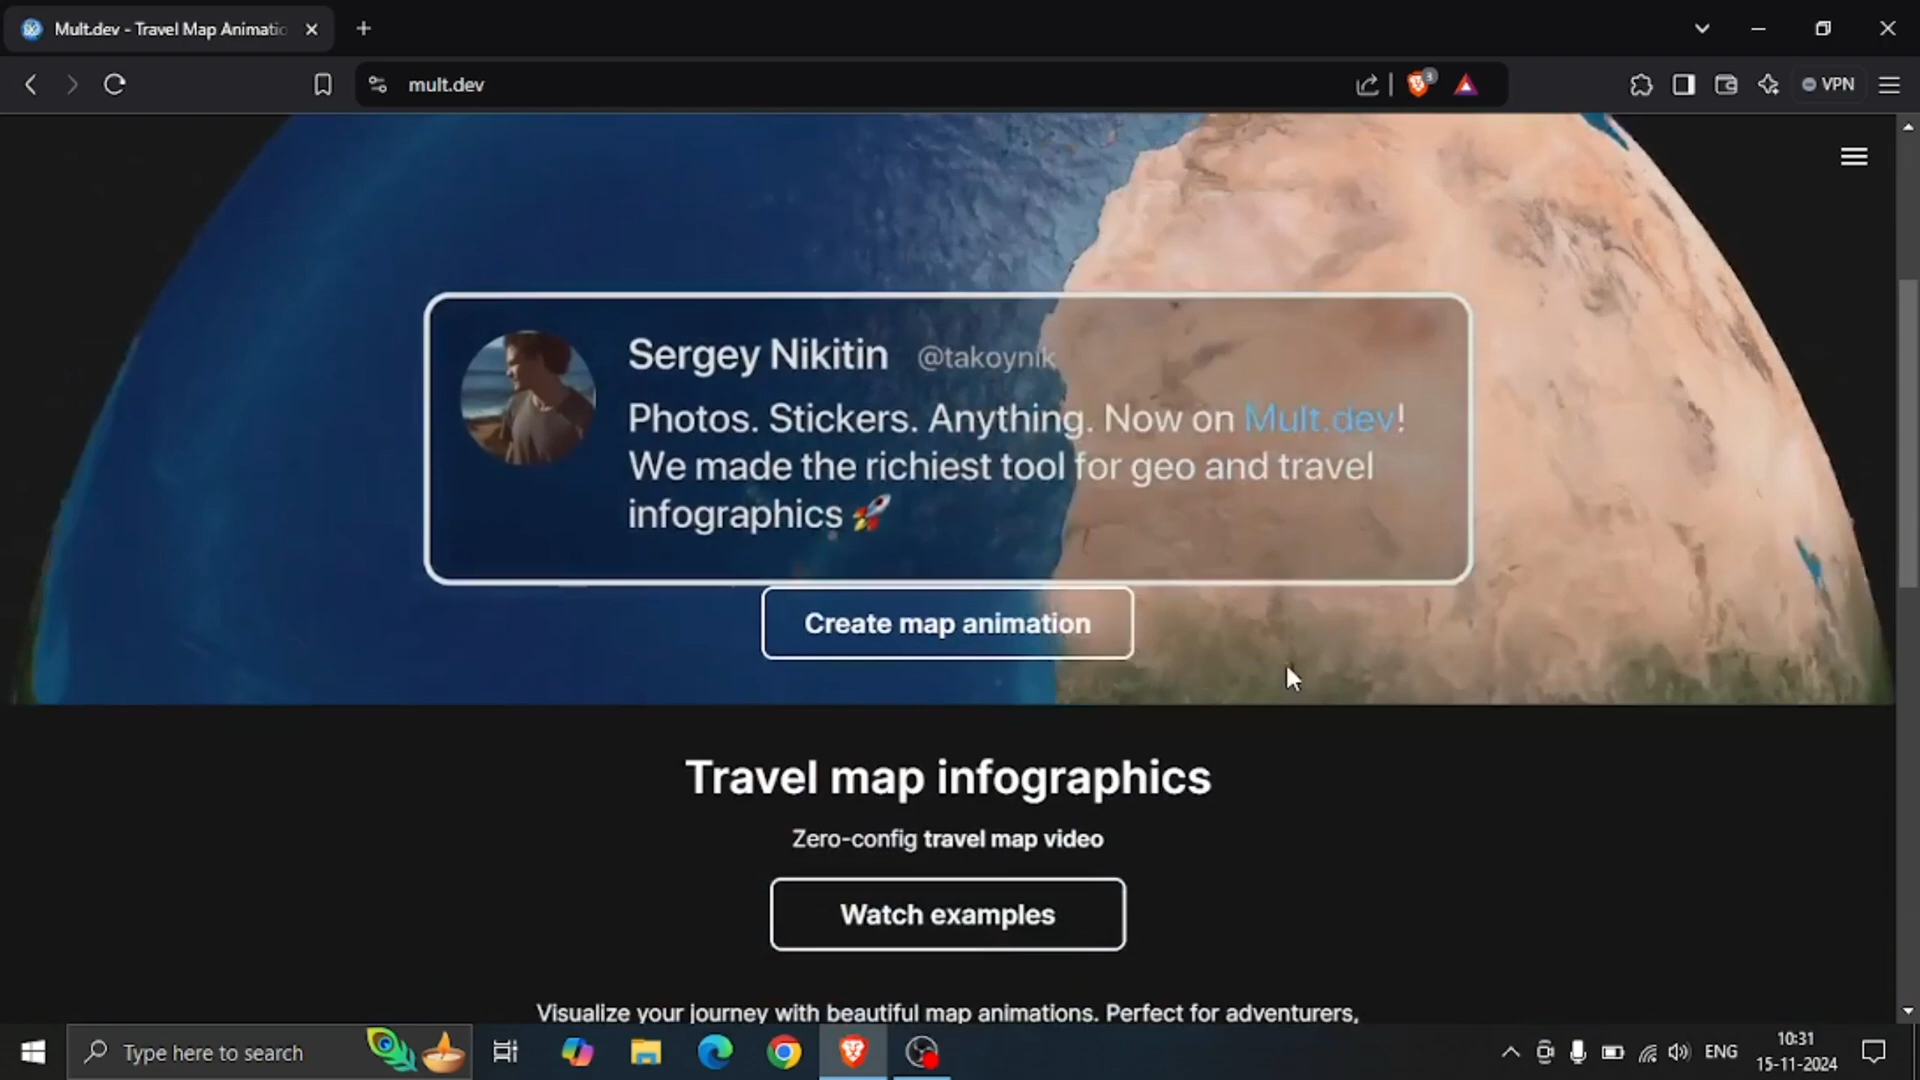 Mult.dev - Travel Map Animatio
mult.dev
3
VPN
Sergey Nikitin @takoynik
Photos. Stickers. Anything. Now on Mult.dev!
We made the richiest tool for geo and travel
infographics 🚀
Create map animation
Travel map infographics
Zero-config travel map video
Watch examples
Visualize your journey with beautiful map animations. Perfect for adventurers,
Type here to search
ENG
10:31
15-11-2024